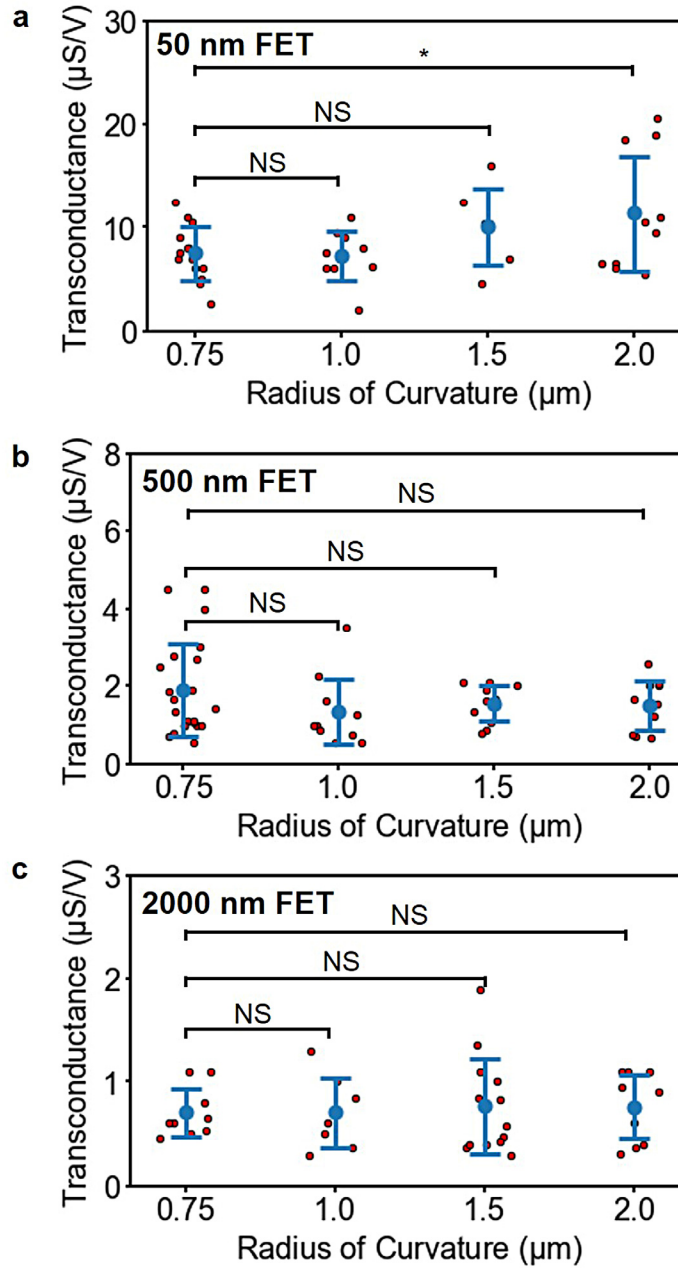 a
50 nm FET
Transconductance (µS/V)
30
20
10
0
*
NS
NS
0.75 1.0 1.5 2.0
Radius of Curvature (µm)
b
500 nm FET
Transconductance (µS/V)
8
6
4
2
0
NS
NS
NS
0.75 1.0 1.5 2.0
Radius of Curvature (µm)
c
2000 nm FET
Transconductance (µS/V)
3
2
1
0
NS
NS
NS
0.75 1.0 1.5 2.0
Radius of Curvature (µm)